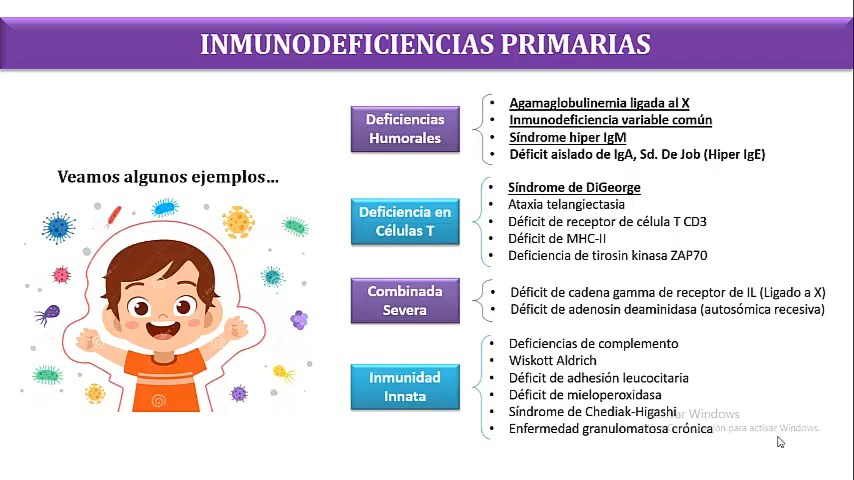 INMUNODEFICIENCIAS PRIMARIAS
Veamos algunos ejemplos...
Deficiencias
Humorales
• Agamaglobulinemia ligada al X
• Inmunodeficiencia variable común
• Síndrome hiper IgM
• Déficit aislado de IgA, Sd. De Job (Hiper IgE)
Deficiencia en
Células T
• Síndrome de DiGeorge
• Ataxia telangiectasia
• Déficit de receptor de célula T CD3
• Déficit de MHC-II
• Deficiencia de tirosin kinasa ZAP70
Combinada
Severa
• Déficit de cadena gamma de receptor de IL (Ligado a X)
• Déficit de adenosin deaminidasa (autosómica recesiva)
Inmunidad
Innata
• Deficiencias de complemento
• Wiskott Aldrich
• Déficit de adhesión leucocitaria
• Déficit de mieloperoxidasa
• Síndrome de Chediak-Higashi
• Enfermedad granulomatosa crónica
Windows
para activar Windows.